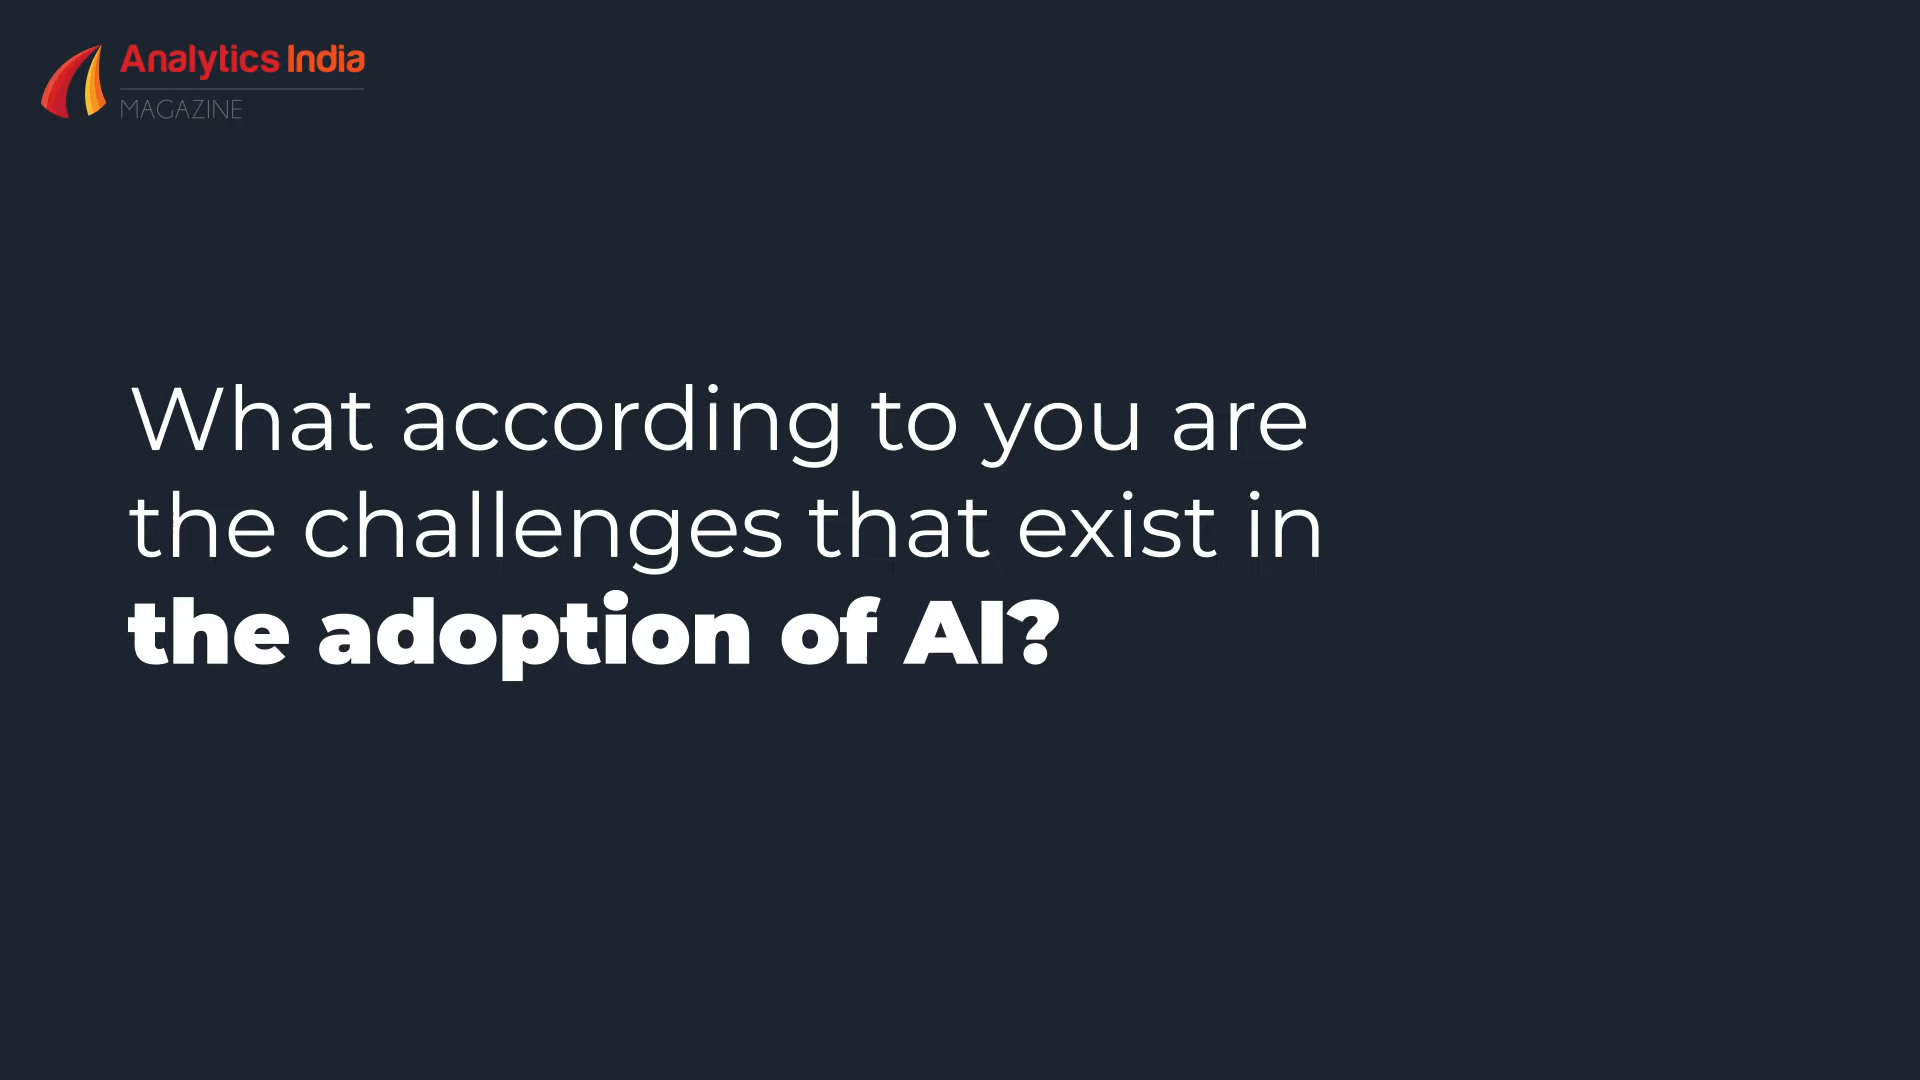 Analytics India
MAGAZINE
What according to you are
the challenges that exist in
the adoption of AI?